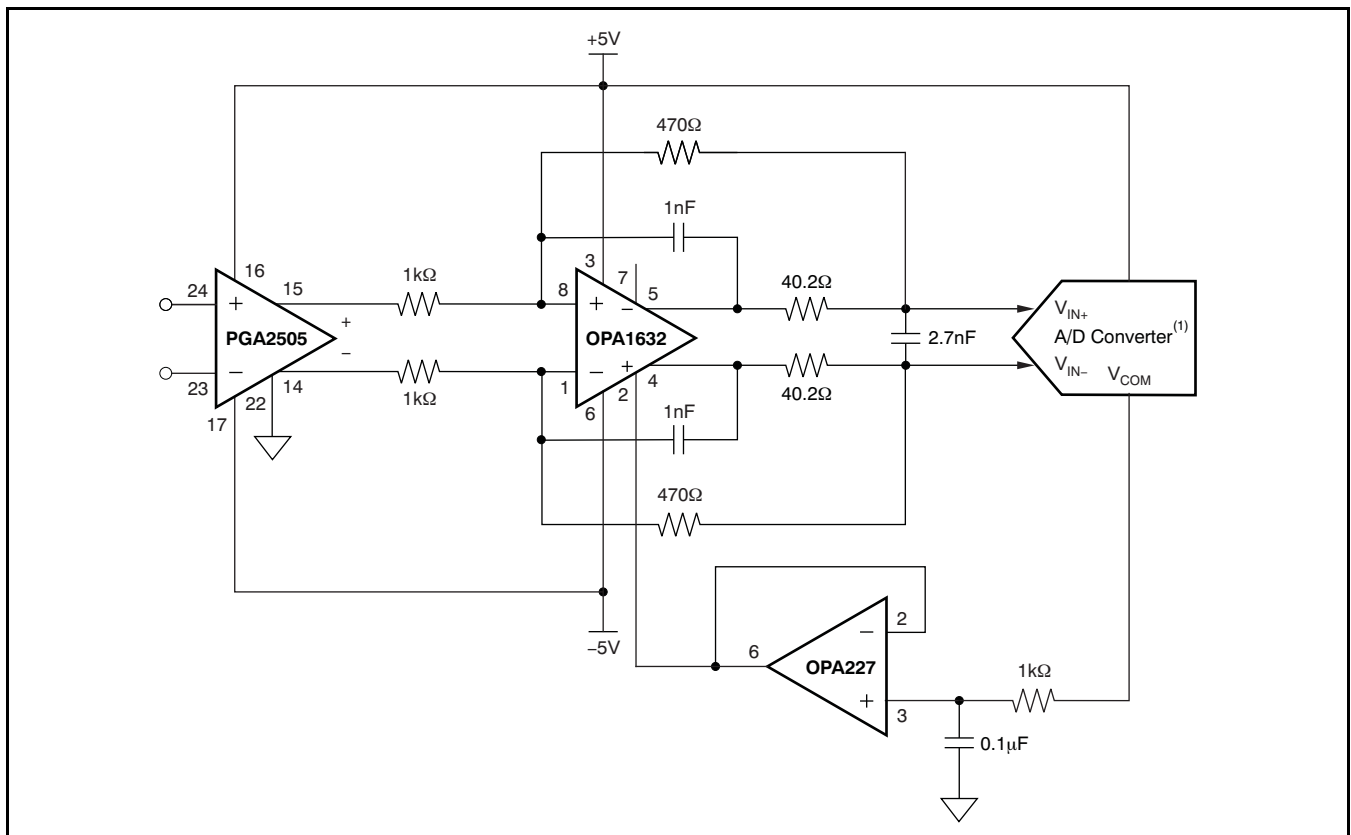 +5V
470Ω
1nF
1kΩ
24
+
16
15
PGA2505
+
−
−
23
14
22
17
1kΩ
3
7
8
+
−
5
OPA1632
1
−
+
4
6
2
40.2Ω
2.7nF
40.2Ω
V_IN+
A/D Converter(1)
V_IN−
V_COM
1nF
470Ω
−5V
6
−
2
OPA227
+
3
1kΩ
0.1μF